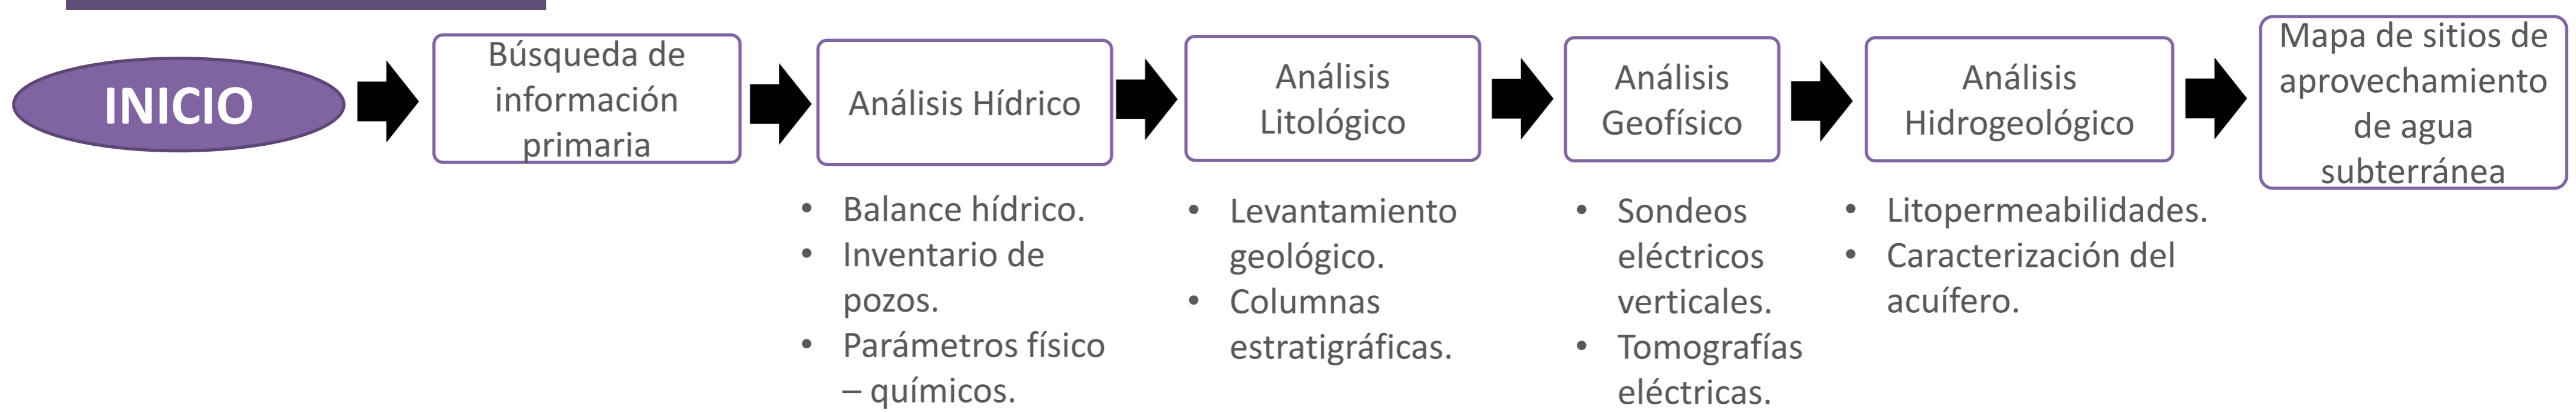 INICIO
Búsqueda de
información
primaria
Análisis Hídrico
Análisis
Litológico
Análisis
Geofísico
Análisis
Hidrogeológico
Mapa de sitios de
aprovechamiento
de agua
subterránea
• Balance hídrico.
• Inventario de
pozos.
• Parámetros físico
– químicos.
• Levantamiento
geológico.
• Columnas
estratigráficas.
• Sondeos
eléctricos
verticales.
• Tomografías
eléctricas.
• Litopermeabilidades.
• Caracterización del
acuífero.